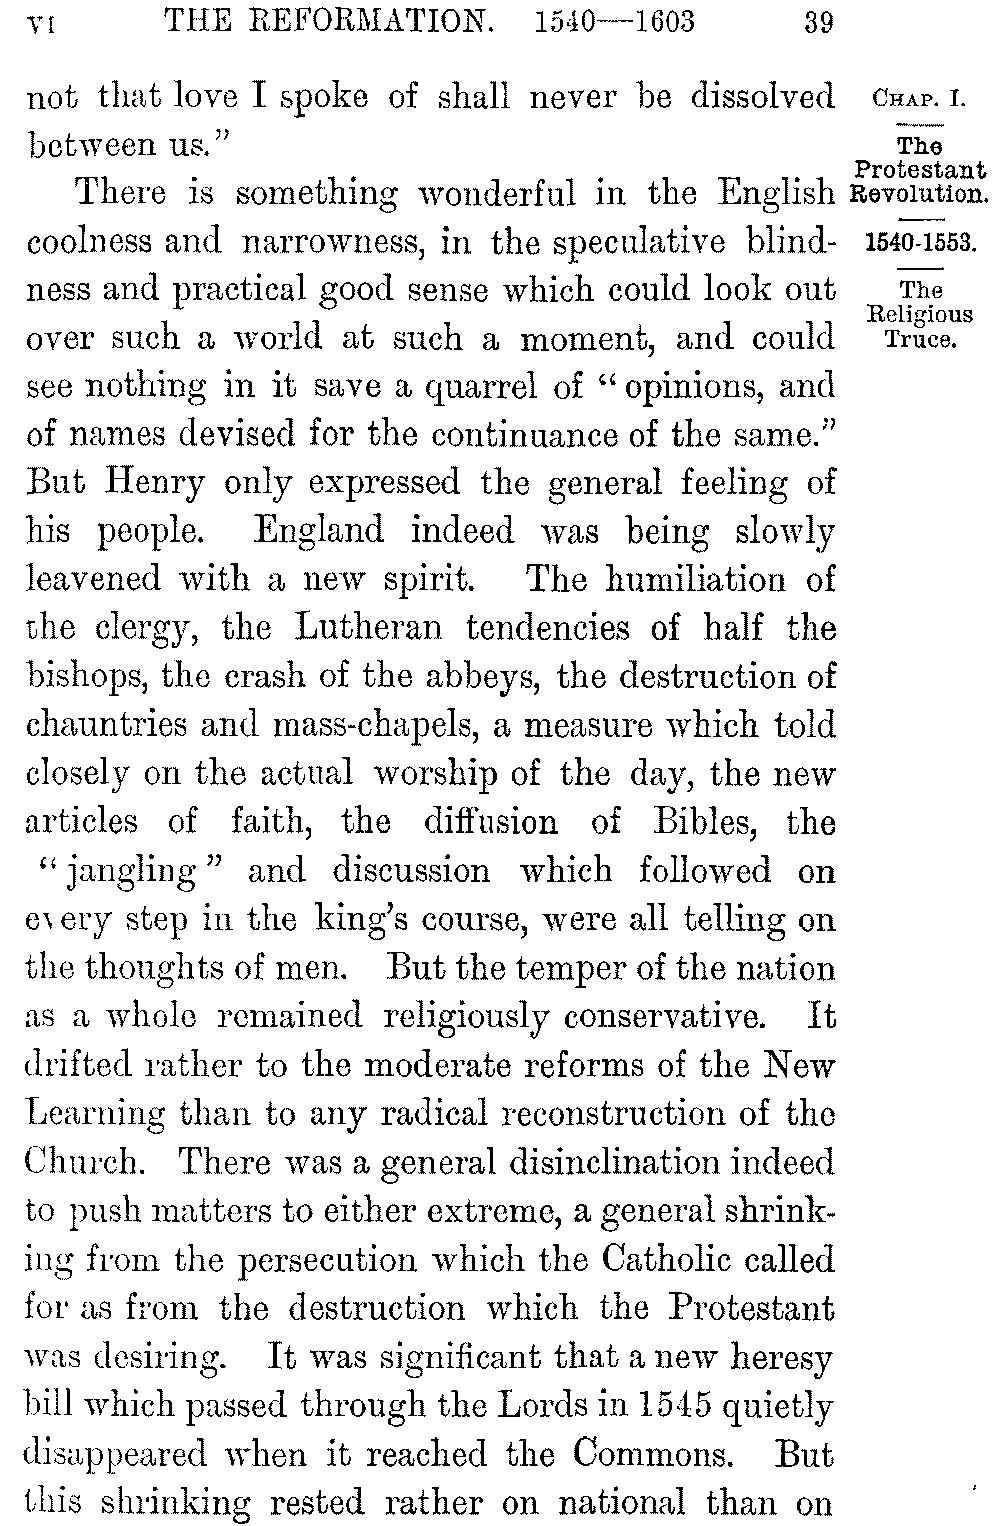 VI THE REFORMATION. 1540—1603 39
not that love I spoke of shall never be dissolved
between us."
There is something wonderful in the English
coolness and narrowness, in the speculative blind-
ness and practical good sense which could look out
over such a world at such a moment, and could
see nothing in it save a quarrel of "opinions, and
of names devised for the continuance of the same."
But Henry only expressed the general feeling of
his people. England indeed was being slowly
leavened with a new spirit. The humiliation of
the clergy, the Lutheran tendencies of half the
bishops, the crash of the abbeys, the destruction of
chauntries and mass-chapels, a measure which told
closely on the actual worship of the day, the new
articles of faith, the diffusion of Bibles, the
"jangling" and discussion which followed on
every step in the king's course, were all telling on
the thoughts of men. But the temper of the nation
as a whole remained religiously conservative. It
drifted rather to the moderate reforms of the New
Learning than to any radical reconstruction of the
Church. There was a general disinclination indeed
to push matters to either extreme, a general shrink-
ing from the persecution which the Catholic called
for as from the destruction which the Protestant
was desiring. It was significant that a new heresy
bill which passed through the Lords in 1545 quietly
disappeared when it reached the Commons. But
this shrinking rested rather on national than on
CHAP. I.
The
Protestant
Revolution.
1540-1553.
The
Religious
Truce.